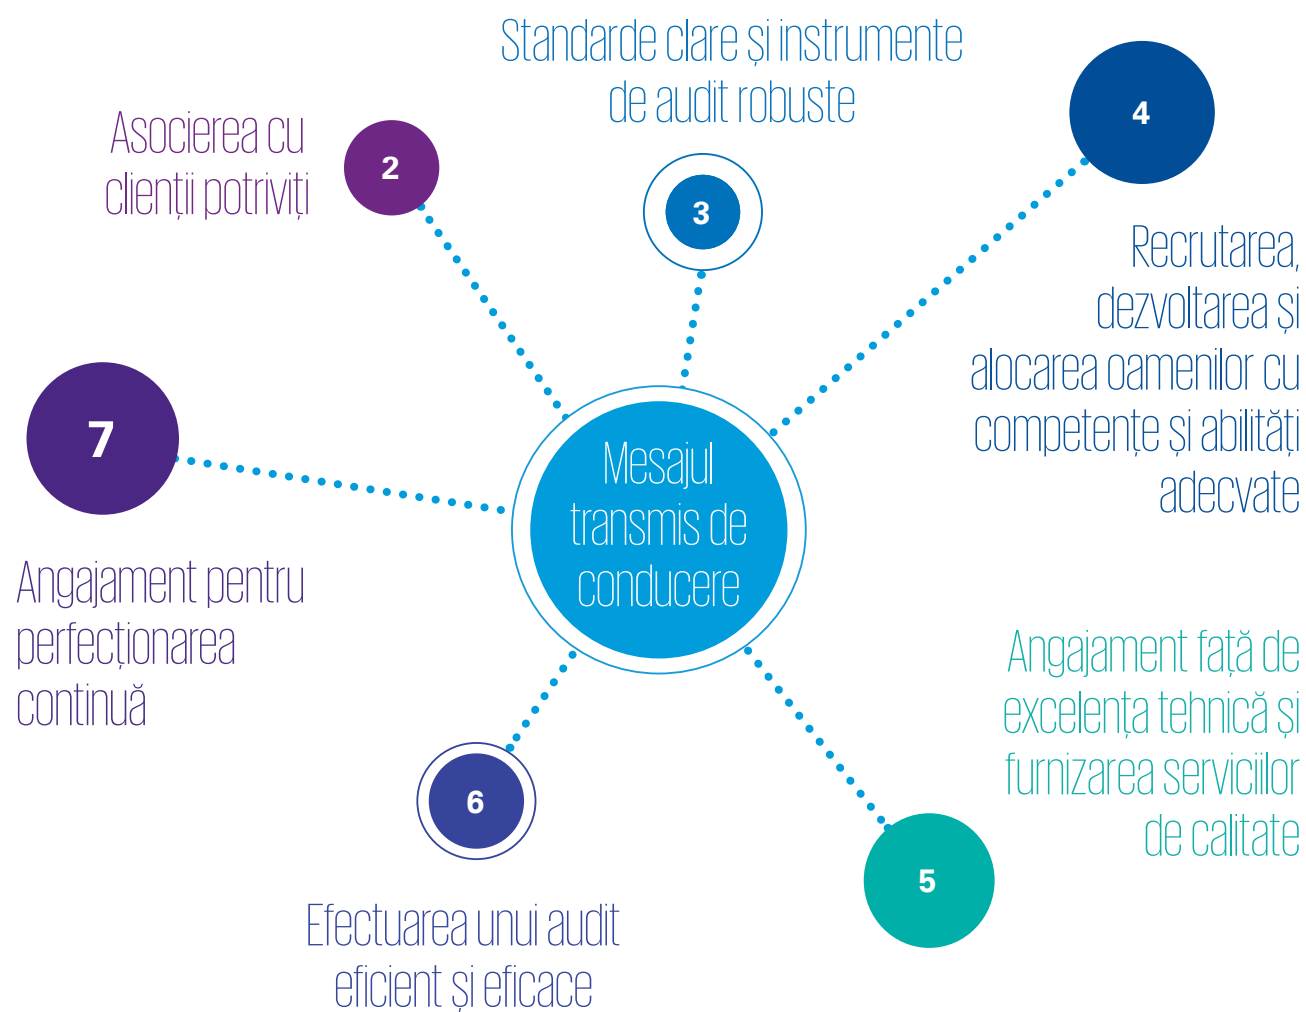 Standarde clare și instrumente
de audit robuste
4
Asocierea cu
clienții potriviți
2
3
Recrutarea,
dezvoltarea și
alocarea oamenilor cu
competențe și abilități
adecvate
7
Mesajul
transmis de
conducere
Angajament pentru
perfecționarea
continuă
Angajament față de
excelența tehnică și
furnizarea serviciilor
de calitate
6
5
Efectuarea unui audit
eficient și eficace